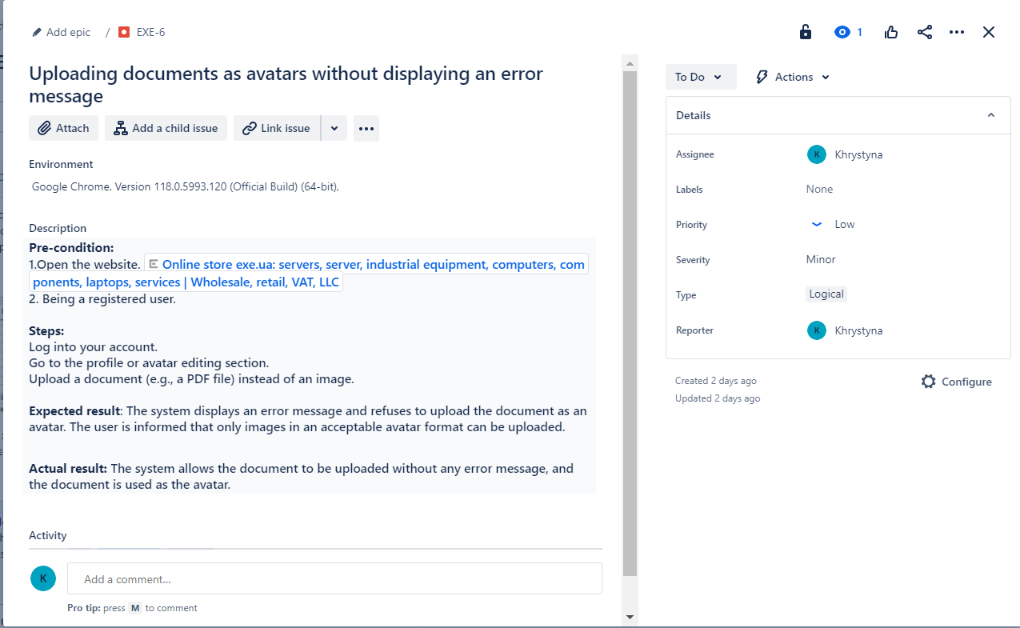 Add epic / EXE-6
1
Uploading documents as avatars without displaying an error
message
Attach Add a child issue Link issue
Environment
Google Chrome. Version 118.0.5993.120 (Official Build) (64-bit).
Description
Pre-condition:
1.Open the website. Online store exe.ua: servers, server, industrial equipment, computers, com
ponents, laptops, services | Wholesale, retail, VAT, LLC
2. Being a registered user.
Steps:
Log into your account.
Go to the profile or avatar editing section.
Upload a document (e.g., a PDF file) instead of an image.
Expected result: The system displays an error message and refuses to upload the document as an
avatar. The user is informed that only images in an acceptable avatar format can be uploaded.
Actual result: The system allows the document to be uploaded without any error message, and
the document is used as the avatar.
Activity
K Add a comment...
Pro tip: press M to comment
To Do Actions
Details
Assignee K Khrystyna
Labels None
Priority Low
Severity Minor
Type Logical
Reporter K Khrystyna
Created 2 days ago Configure
Updated 2 days ago